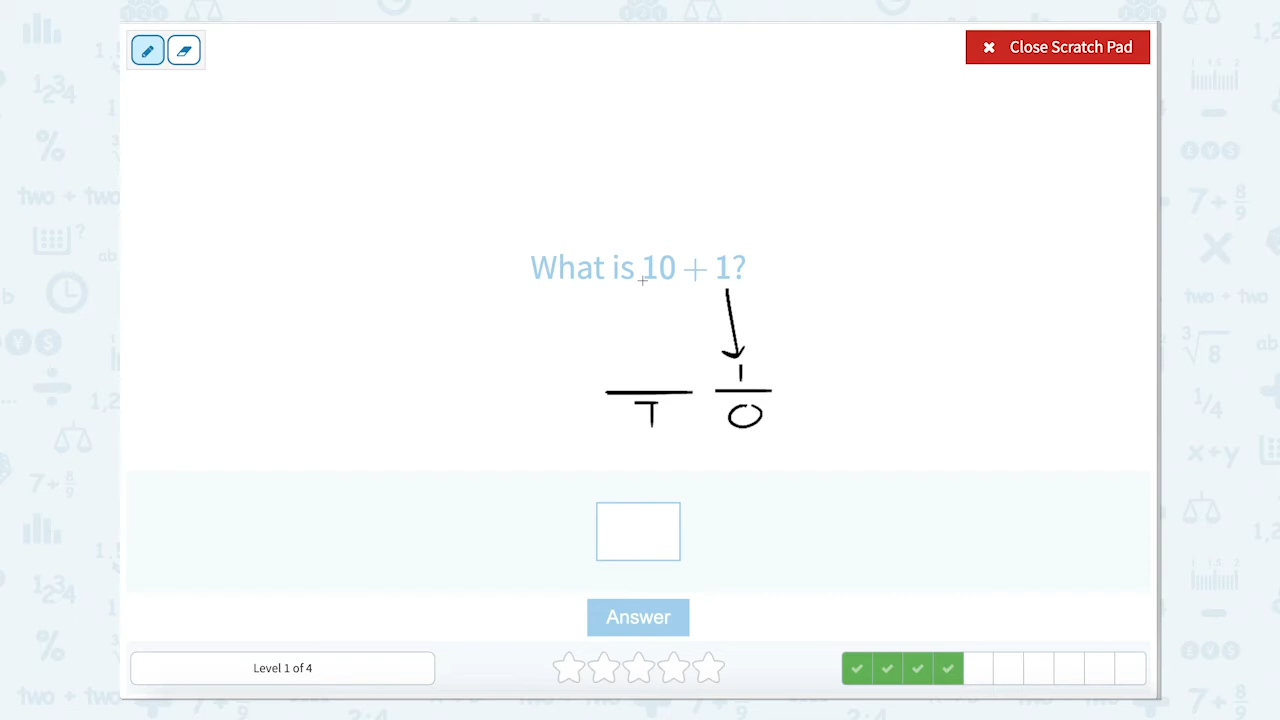 Close Scratch Pad
What is 10 + 1?
1
T O
Answer
Level 1 of 4